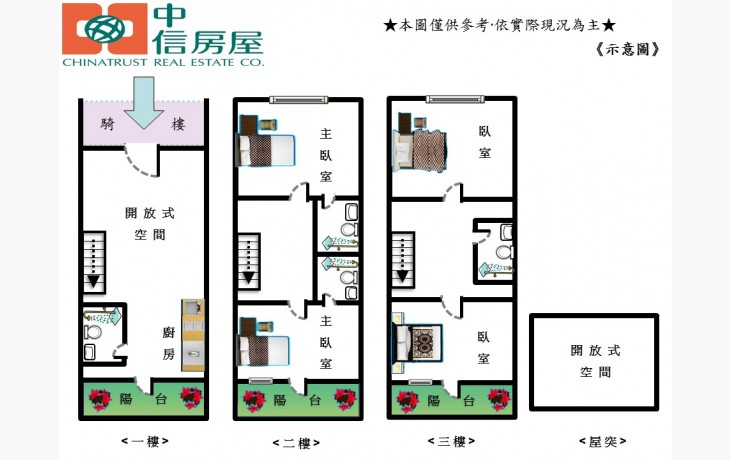 中
信房屋
CHINATRUST REAL ESTATE CO.
★本圖僅供參考‧依實際現況為主★
《示意圖》
騎樓
開放式
空間
廚房
陽台
<一樓>
主臥室
主臥室
陽台
<二樓>
臥室
臥室
陽台
<三樓>
開放式
空間
<屋突>